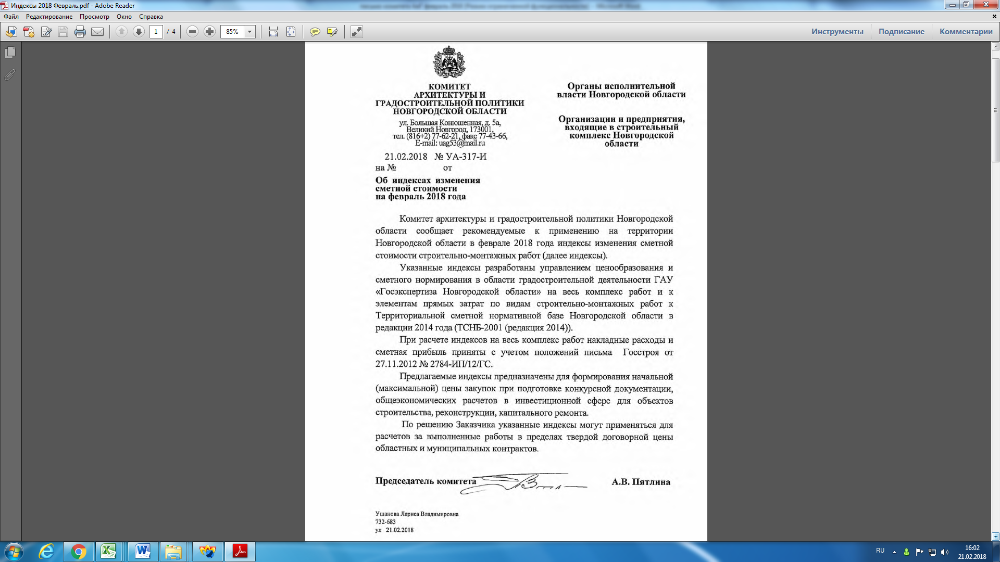 Индексы 2018 Февраль.pdf - Adobe Reader
Файл Редактирование Просмотр Окно Справка
1 / 4 85% Инструменты Подписание Комментарии
КОМИТЕТ
АРХИТЕКТУРЫ И
ГРАДОСТРОИТЕЛЬНОЙ ПОЛИТИКИ
НОВГОРОДСКОЙ ОБЛАСТИ
ул. Большая Конюшенная, д. 5а,
Великий Новгород, 173001,
тел. (816+2) 77-62-21, факс 77-43-66,
E-mail: uag53@mail.ru
21.02.2018 № УА-317-И
на № от
Об индексах изменения
сметной стоимости
на февраль 2018 года
Органы исполнительной
власти Новгородской области
Организации и предприятия,
входящие в строительный
комплекс Новгородской
области
Комитет архитектуры и градостроительной политики Новгородской
области сообщает рекомендуемые к применению на территории
Новгородской области в феврале 2018 года индексы изменения сметной
стоимости строительно-монтажных работ (далее индексы).
Указанные индексы разработаны управлением ценообразования и
сметного нормирования в области градостроительной деятельности ГАУ
«Госэкспертиза Новгородской области» на весь комплекс работ и к
элементам прямых затрат по видам строительно-монтажных работ к
Территориальной сметной нормативной базе Новгородской области в
редакции 2014 года (ТСНБ-2001 (редакция 2014)).
При расчете индексов на весь комплекс работ накладные расходы и
сметная прибыль приняты с учетом положений письма Госстроя от
27.11.2012 № 2784-ИП/12/ГС.
Предлагаемые индексы предназначены для формирования начальной
(максимальной) цены закупок при подготовке конкурсной документации,
общеэкономических расчетов в инвестиционной сфере для объектов
строительства, реконструкции, капитального ремонта.
По решению Заказчика указанные индексы могут применяться для
расчетов за выполненные работы в пределах твердой договорной цены
областных и муниципальных контрактов.
Председатель комитета А.В. Пятлина
Ушанова Лариса Владимировна
732-683
ул 21.02.2018
RU 16:02
21.02.2018